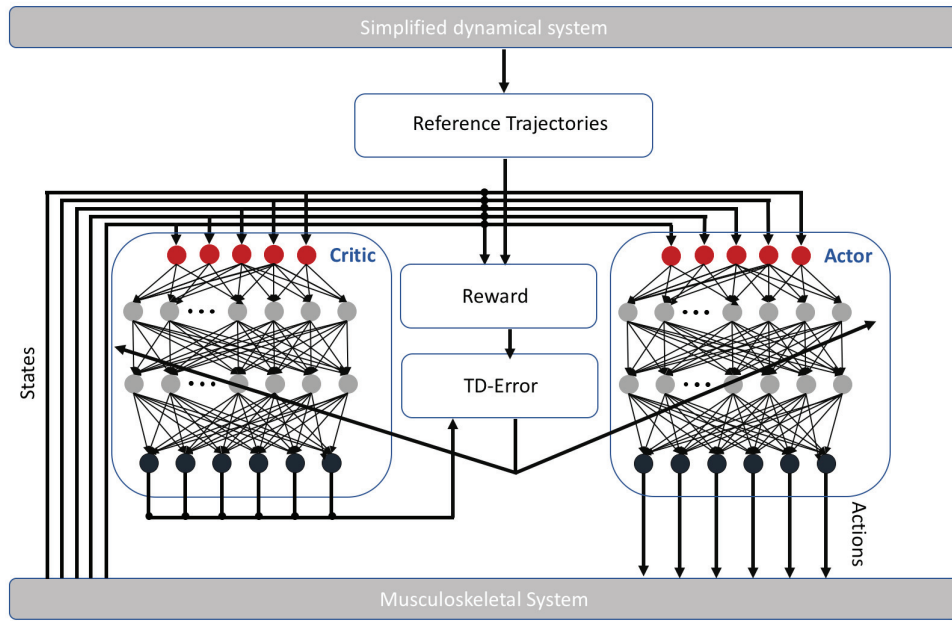 Simplified dynamical system
Reference Trajectories
Critic
Actor
Reward
States
TD-Error
Actions
Musculoskeletal System